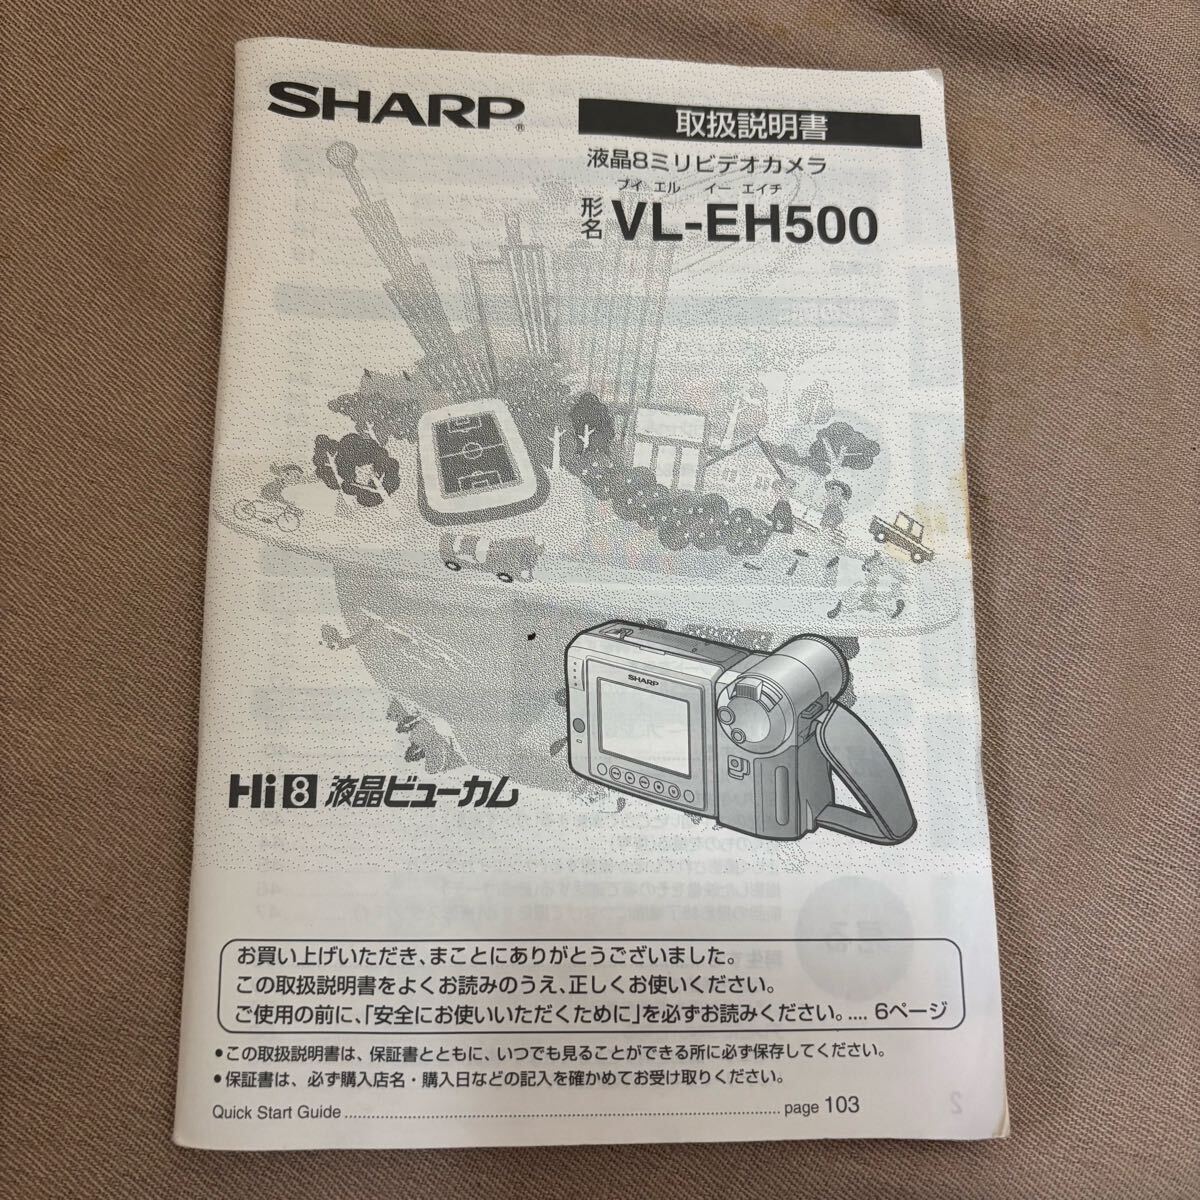 SHARP®
取扱説明書
液晶8ミリビデオカメラ
ブイ エル イー エイチ
形名 VL-EH500
SHARP
Hi8 液晶ビューカム
お買い上げいただき、まことにありがとうございました。
この取扱説明書をよくお読みのうえ、正しくお使いください。
ご使用の前に、「安全にお使いいただくために」を必ずお読みください。.... 6ページ
•この取扱説明書は、保証書とともに、いつでも見ることができる所に必ず保存してください。
•保証書は、必ず購入店名・購入日などの記入を確かめてお受け取りください。
Quick Start Guide ........................................................................................ page 103